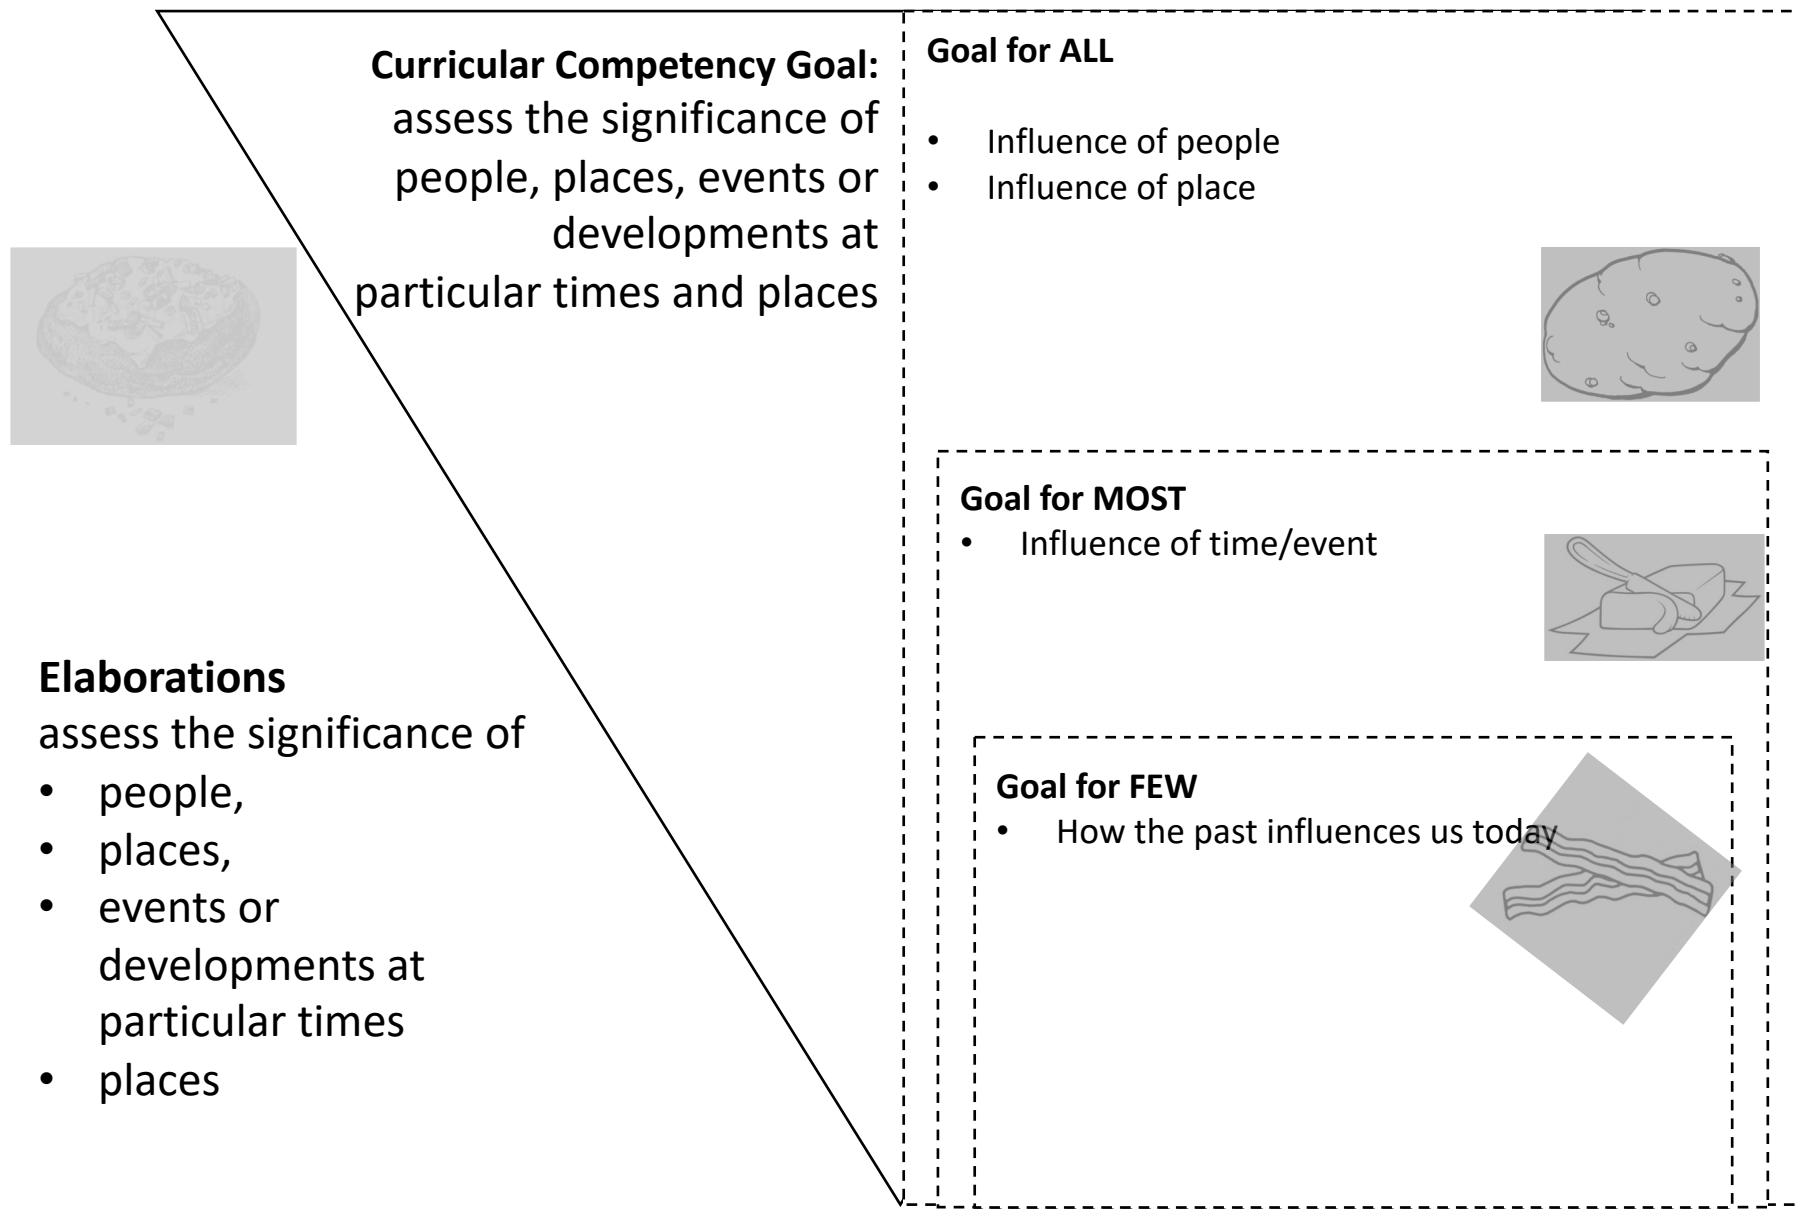 Curricular Competency Goal:
assess the significance of
people, places, events or
developments at
particular times and places
Elaborations
assess the significance of
• people,
• places,
• events or
developments at
particular times
• places
Goal for ALL
• Influence of people
• Influence of place
Goal for MOST
• Influence of time/event
Goal for FEW
• How the past influences us today